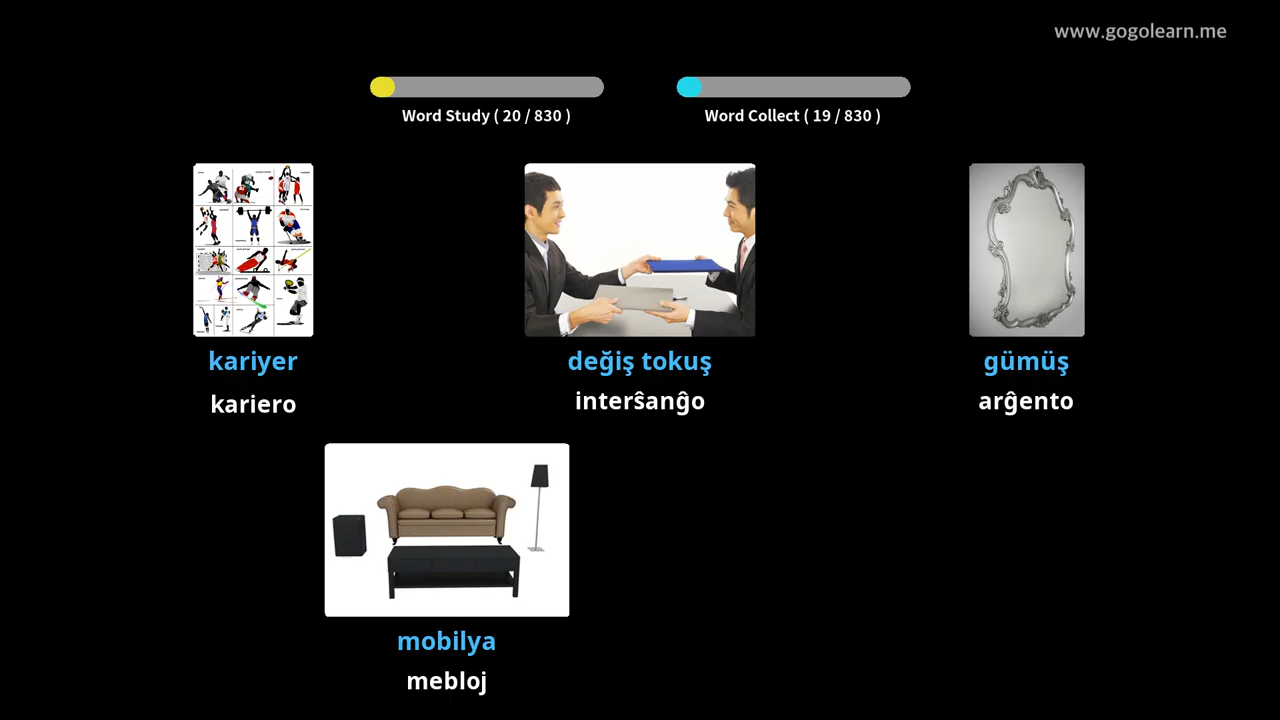 www.gogolearn.me
Word Study ( 20 / 830 )
Word Collect ( 19 / 830 )
kariyer
kariero
değiş tokuş
interŝanĝo
gümüş
arĝento
mobilya
mebloj